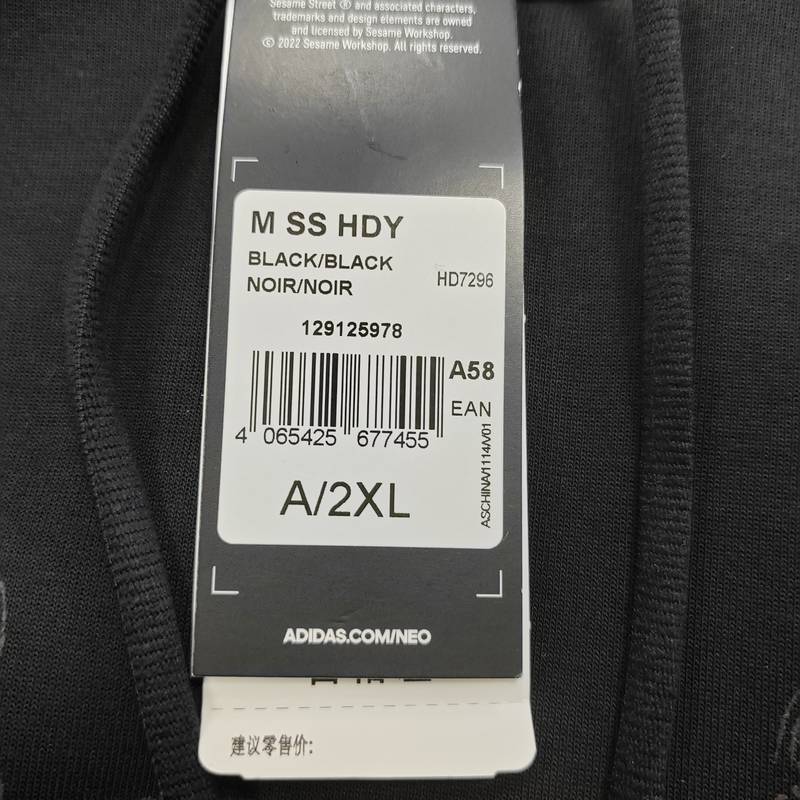 Sesame Street ® and associated characters,
trademarks and design elements are owned
and licensed by Sesame Workshop.
© 2022 Sesame Workshop. All rights reserved.
M SS HDY
BLACK/BLACK
NOIR/NOIR
HD7296
129125978
A58
EAN
4 065425 677455
ASCHINA/1114/V01
A/2XL
ADIDAS.COM/NEO
建议零售价: